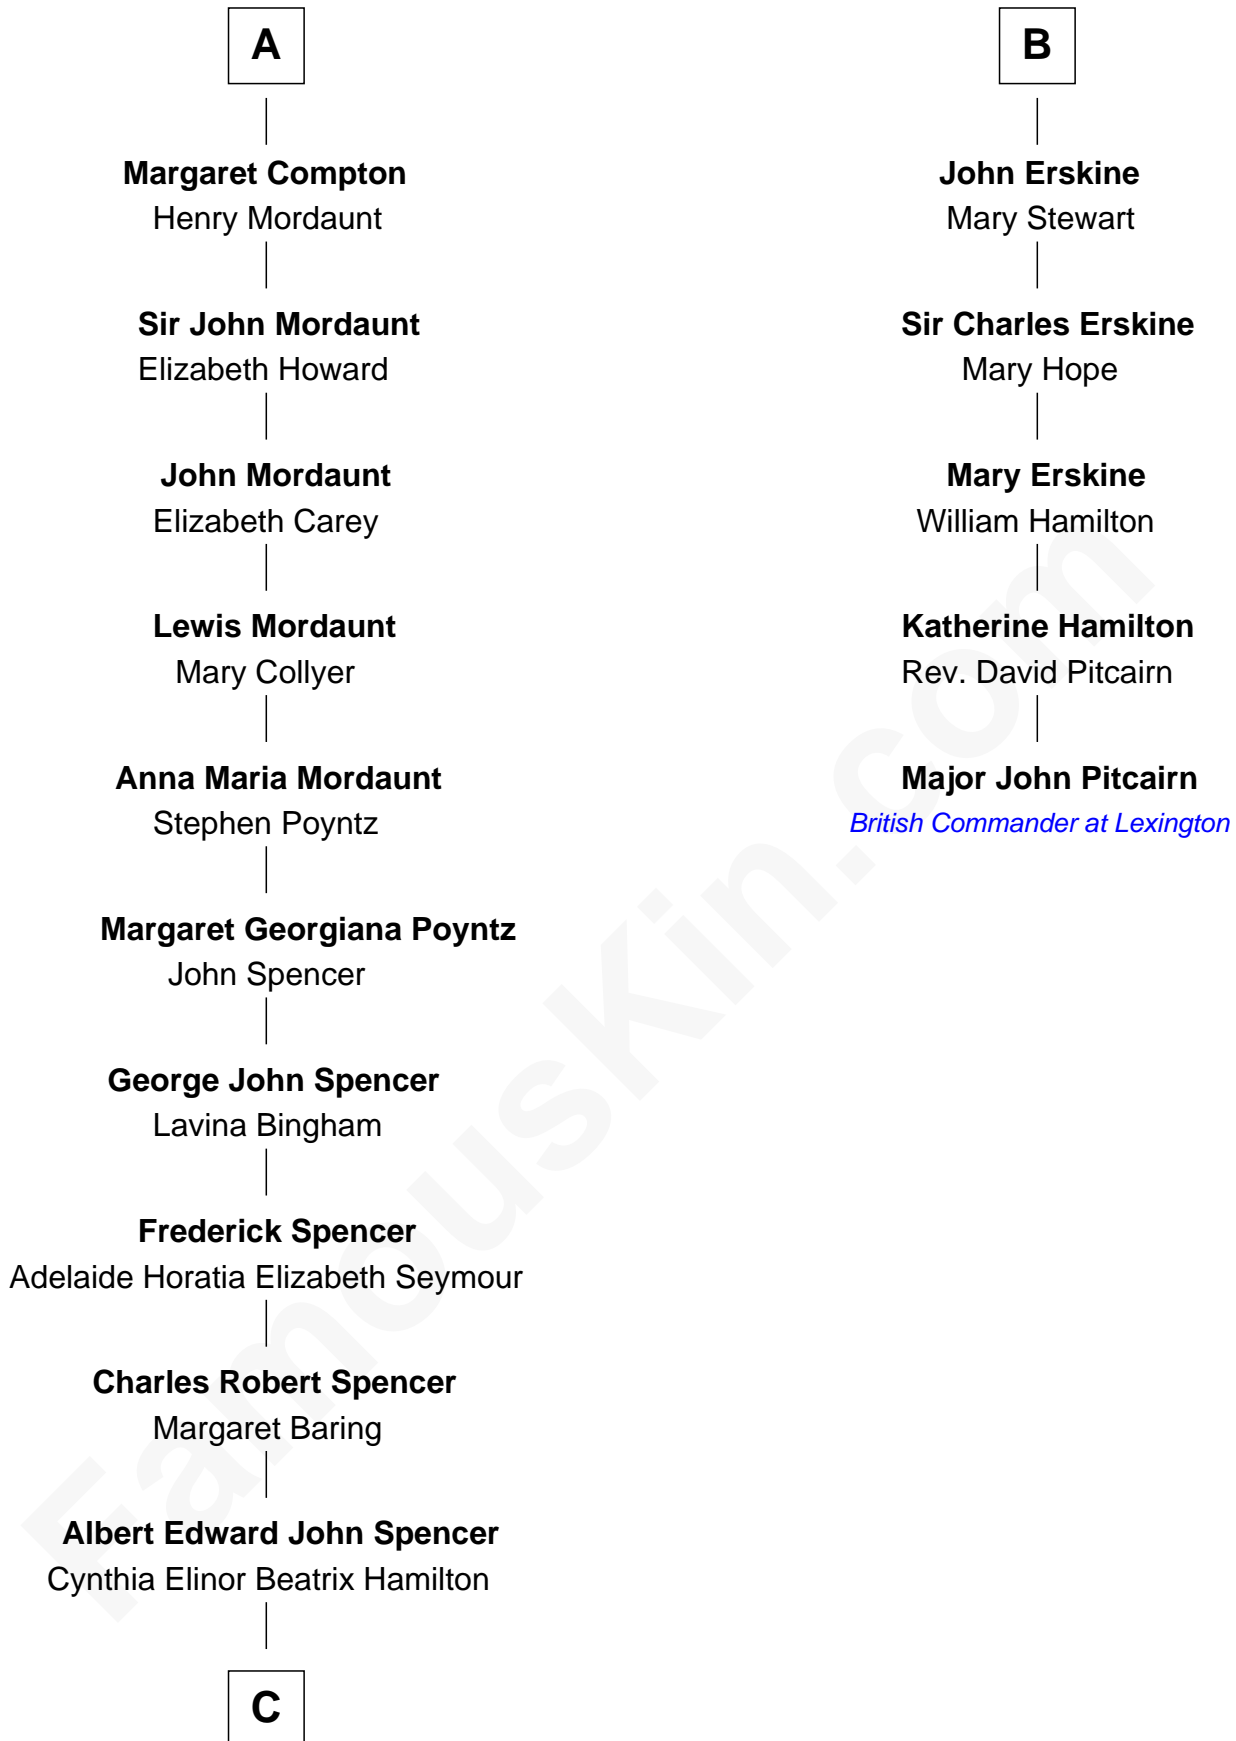 A
Margaret Compton
Henry Mordaunt
Sir John Mordaunt
Elizabeth Howard
John Mordaunt
Elizabeth Carey
Lewis Mordaunt
Mary Collyer
Anna Maria Mordaunt
Stephen Poyntz
Margaret Georgiana Poyntz
John Spencer
George John Spencer
Lavina Bingham
Frederick Spencer
Adelaide Horatia Elizabeth Seymour
Charles Robert Spencer
Margaret Baring
Albert Edward John Spencer
Cynthia Elinor Beatrix Hamilton
C
B
John Erskine
Mary Stewart
Sir Charles Erskine
Mary Hope
Mary Erskine
William Hamilton
Katherine Hamilton
Rev. David Pitcairn
Major John Pitcairn
British Commander at Lexington
FamousKin.com